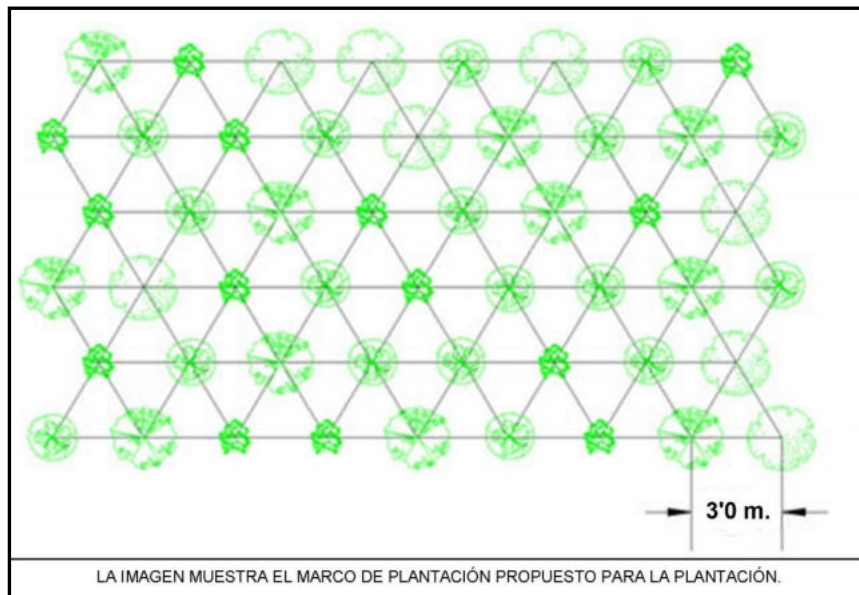 3'0 m.
LA IMAGEN MUESTRA EL MARCO DE PLANTACIÓN PROPUESTO PARA LA PLANTACIÓN.